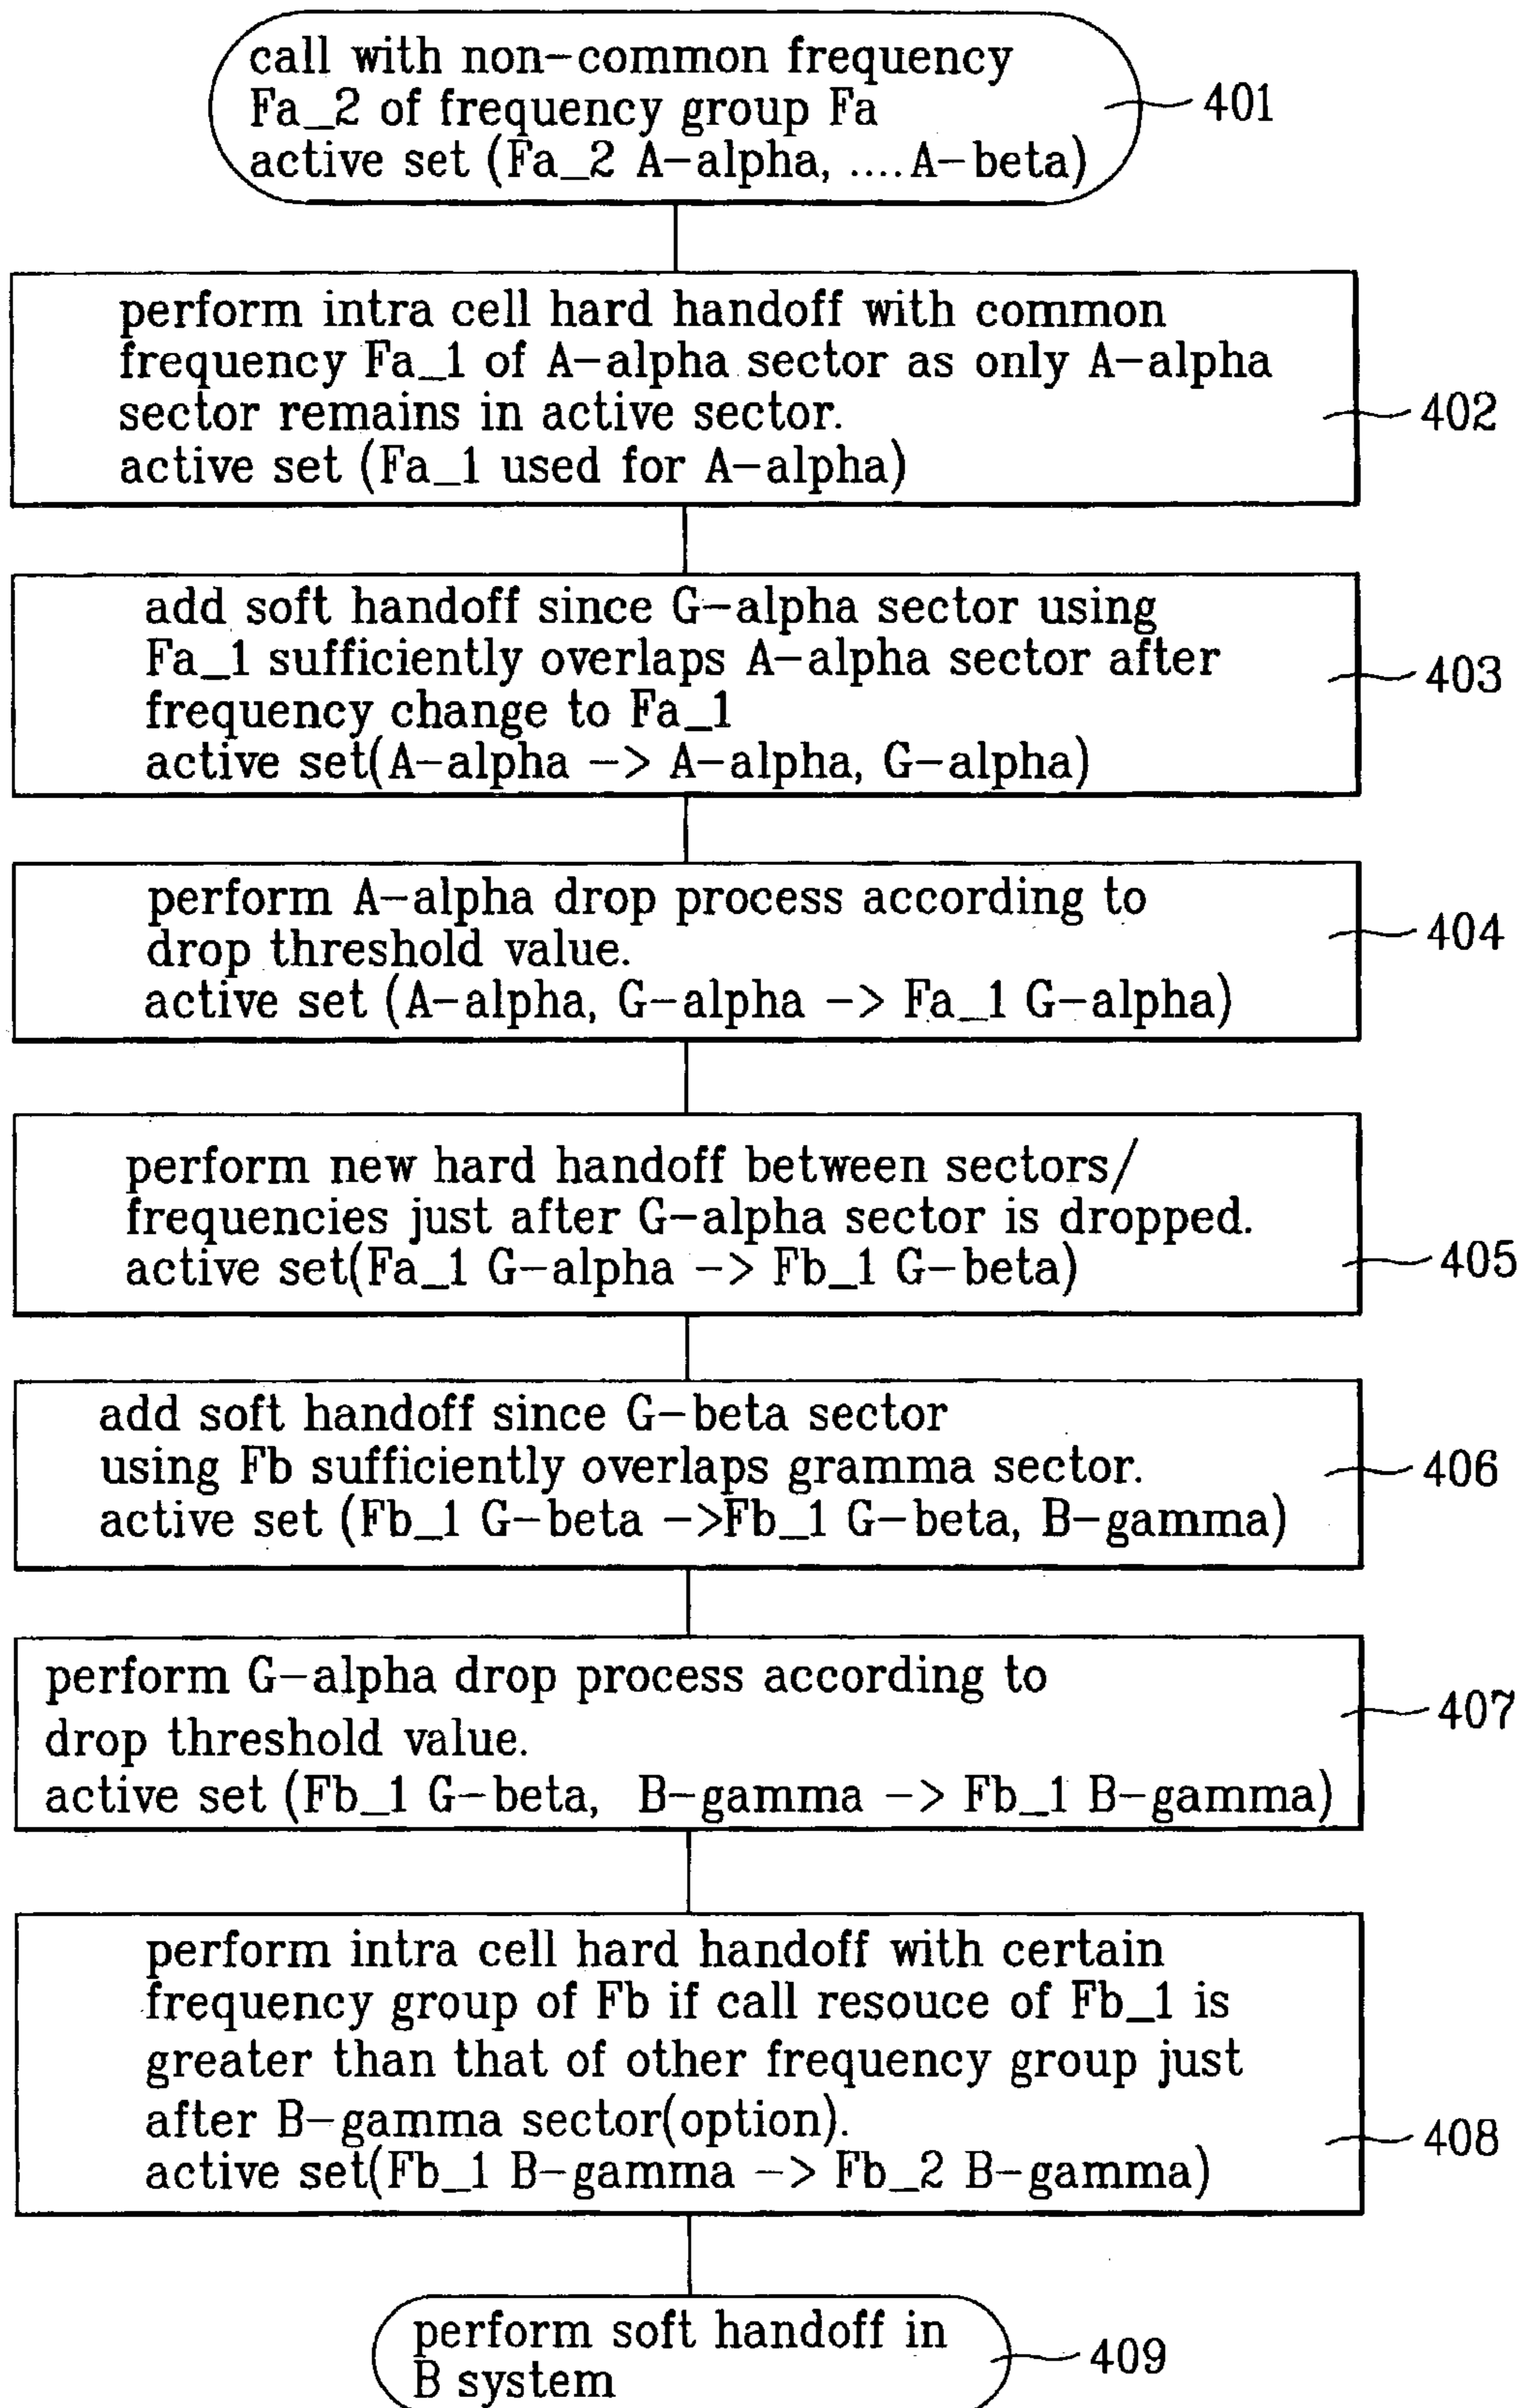 call with non-common frequency
Fa_2 of frequency group Fa
active set (Fa_2 A-alpha, ....A-beta)
401
perform intra cell hard handoff with common
frequency Fa_1 of A-alpha sector as only A-alpha
sector remains in active sector.
active set (Fa_1 used for A-alpha)
402
add soft handoff since G-alpha sector using
Fa_1 sufficiently overlaps A-alpha sector after
frequency change to Fa_1
active set(A-alpha -> A-alpha, G-alpha)
403
perform A-alpha drop process according to
drop threshold value.
active set (A-alpha, G-alpha -> Fa_1 G-alpha)
404
perform new hard handoff between sectors/
frequencies just after G-alpha sector is dropped.
active set(Fa_1 G-alpha -> Fb_1 G-beta)
405
add soft handoff since G-beta sector
using Fb sufficiently overlaps gramma sector.
active set (Fb_1 G-beta ->Fb_1 G-beta, B-gamma)
406
perform G-alpha drop process according to
drop threshold value.
active set (Fb_1 G-beta, B-gamma -> Fb_1 B-gamma)
407
perform intra cell hard handoff with certain
frequency group of Fb if call resouce of Fb_1 is
greater than that of other frequency group just
after B-gamma sector(option).
active set(Fb_1 B-gamma -> Fb_2 B-gamma)
408
perform soft handoff in
B system
409